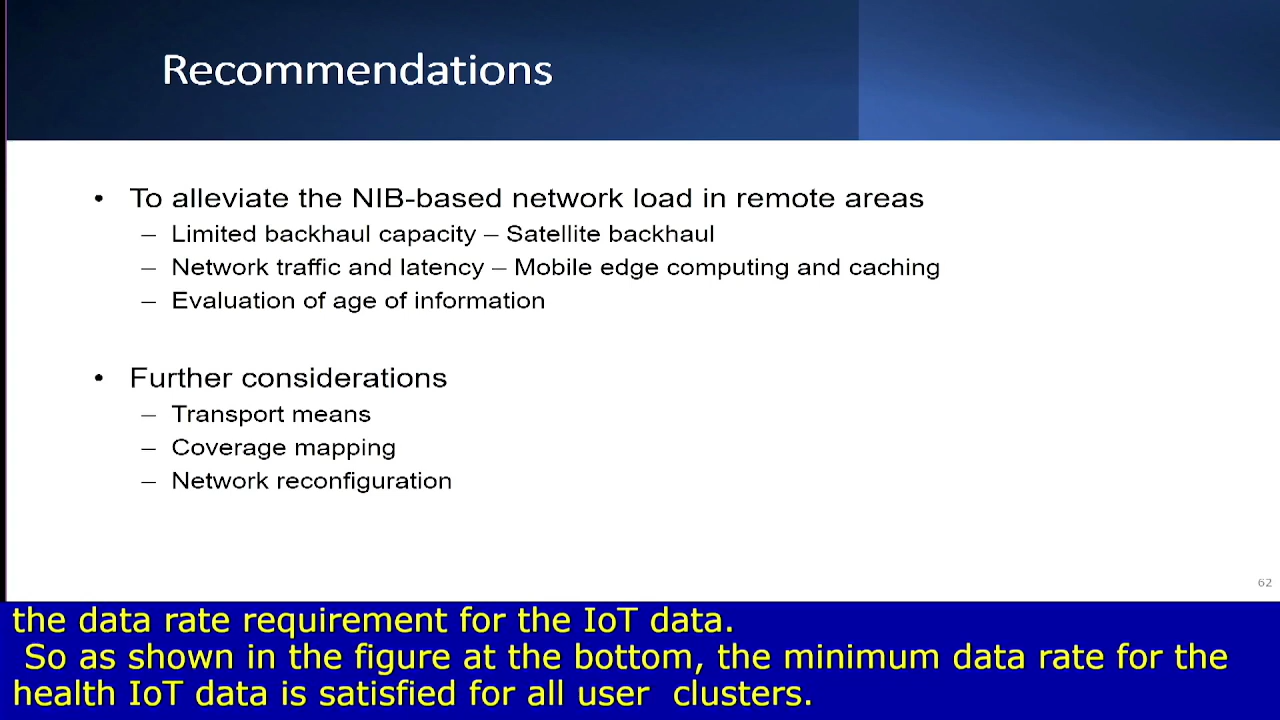 Recommendations
• To alleviate the NIB-based network load in remote areas
– Limited backhaul capacity – Satellite backhaul
– Network traffic and latency – Mobile edge computing and caching
– Evaluation of age of information
• Further considerations
– Transport means
– Coverage mapping
– Network reconfiguration
62
the data rate requirement for the IoT data.
So as shown in the figure at the bottom, the minimum data rate for the
health IoT data is satisfied for all user clusters.